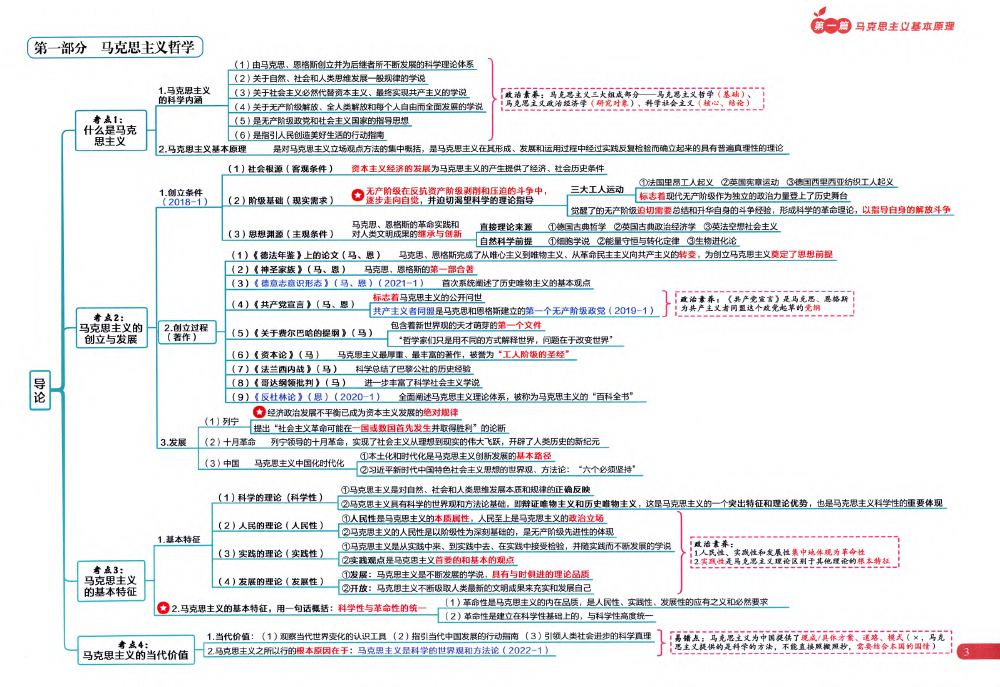 第一篇 马克思主义基本原理
第一部分 马克思主义哲学
导论
考点1:
什么是马克思主义
1.马克思主义的科学内涵
(1)由马克思、恩格斯创立并为后继者所不断发展的科学理论体系
(2)关于自然、社会和人类思维发展一般规律的学说
(3)关于社会主义必然代替资本主义、最终实现共产主义的学说
(4)关于无产阶级解放、全人类解放和每个人自由而全面发展的学说
(5)是无产阶级政党和社会主义国家的指导思想
(6)是指引人民创造美好生活的行动指南
政治素养:马克思主义三大组成部分——马克思主义哲学(基础)、
马克思主义政治经济学(研究对象)、科学社会主义(核心、结论)
2.马克思主义基本原理 是对马克思主义立场观点方法的集中概括,是马克思主义在其形成、发展和运用过程中经过实践反复检验而确立起来的具有普遍真理性的理论
考点2:
马克思主义的创立与发展
1.创立条件
(2018-1)
(1)社会根源(客观条件) 资本主义经济的发展为马克思主义的产生提供了经济、社会历史条件
(2)阶级基础(现实需求)
无产阶级在反抗资产阶级剥削和压迫的斗争中,
逐步走向自觉,并迫切渴望科学的理论指导
三大工人运动
①法国里昂工人起义 ②英国宪章运动 ③德国西里西亚纺织工人起义
标志着现代无产阶级作为独立的政治力量登上了历史舞台
觉醒了的无产阶级迫切需要总结和升华自身的斗争经验,形成科学的革命理论,以指导自身的解放斗争
(3)思想渊源(主观条件)
马克思、恩格斯的革命实践和
对人类文明成果的继承与创新
直接理论来源 ①德国古典哲学 ②英国古典政治经济学 ③英法空想社会主义
自然科学前提 ①细胞学说 ②能量守恒与转化定律 ③生物进化论
2.创立过程
(著作)
(1)《德法年鉴》上的论文(马、恩) 马克思、恩格斯完成了从唯心主义到唯物主义、从革命民主主义向共产主义的转变,为创立马克思主义奠定了思想前提
(2)《神圣家族》(马、恩) 马克思、恩格斯的第一部合著
(3)《德意志意识形态》(马、恩)(2021-1) 首次系统阐述了历史唯物主义的基本观点
(4)《共产党宣言》(马、恩)
标志着马克思主义的公开问世
共产主义者同盟是马克思和恩格斯建立的第一个无产阶级政党(2019-1)
政治素养:《共产党宣言》是马克思、恩格斯
为共产主义者同盟这个政党起草的党纲
(5)《关于费尔巴哈的提纲》(马)
包含着新世界观的天才萌芽的第一个文件
“哲学家们只是用不同的方式解释世界,问题在于改变世界”
(6)《资本论》(马) 马克思主义最厚重、最丰富的著作,被誉为“工人阶级的圣经”
(7)《法兰西内战》(马) 科学总结了巴黎公社的历史经验
(8)《哥达纲领批判》(马) 进一步丰富了科学社会主义学说
(9)《反杜林论》(恩)(2020-1) 全面阐述马克思主义理论体系,被称为马克思主义的“百科全书”
3.发展
(1)列宁
经济政治发展不平衡已成为资本主义发展的绝对规律
提出“社会主义革命可能在一国或数国首先发生并取得胜利”的论断
(2)十月革命 列宁领导的十月革命,实现了社会主义从理想到现实的伟大飞跃,开辟了人类历史的新纪元
(3)中国 马克思主义中国化时代化
①本土化和时代化是马克思主义创新发展的基本路径
②习近平新时代中国特色社会主义思想的世界观、方法论:“六个必须坚持”
考点3:
马克思主义的基本特征
1.基本特征
(1)科学的理论(科学性)
①马克思主义是对自然、社会和人类思维发展本质和规律的正确反映
②马克思主义具有科学的世界观和方法论基础,即辩证唯物主义和历史唯物主义,这是马克思主义的一个突出特征和理论优势,也是马克思主义科学性的重要体现
(2)人民的理论(人民性)
①人民性是马克思主义的本质属性,人民至上是马克思主义的政治立场
②马克思主义的人民性是以阶级性为深刻基础的,是无产阶级先进性的体现
(3)实践的理论(实践性)
①马克思主义是从实践中来、到实践中去、在实践中接受检验,并随实践而不断发展的学说
②实践观点是马克思主义首要的和基本的观点
(4)发展的理论(发展性)
①发展:马克思主义是不断发展的学说,具有与时俱进的理论品质
②开放:马克思主义不断吸取人类最新的文明成果来充实和发展自己
政治素养:
1.人民性、实践性和发展性集中地体现为革命性
2.实践性是马克思主义理论区别于其他理论的根本特征
2.马克思主义的基本特征,用一句话概括:科学性与革命性的统一
(1)革命性是马克思主义的内在品质,是人民性、实践性、发展性的应有之义和必然要求
(2)革命性是建立在科学性基础上的,与科学性高度统一
考点4:
马克思主义的当代价值
1.当代价值:(1)观察当代世界变化的认识工具(2)指引当代中国发展的行动指南(3)引领人类社会进步的科学真理
2.马克思主义之所以行的根本原因在于:马克思主义是科学的世界观和方法论(2022-1)
易错点:马克思主义为中国提供了现成/具体方案、道路、模式(×,马克
思主义提供的是科学的方法,不能直接照搬照抄,需要结合本国的国情)
3